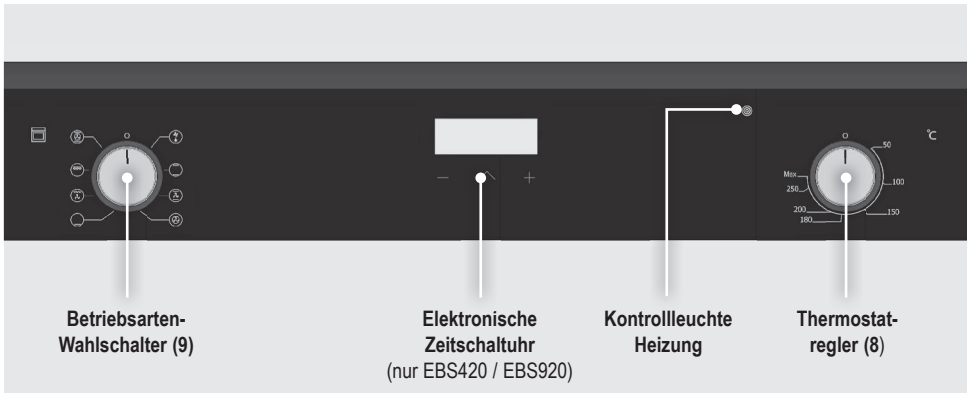 O
O
°C
50
Max
250
100
200
150
180
Betriebsarten-
Wahlschalter (9)
Elektronische
Zeitschaltuhr
(nur EBS420 / EBS920)
Kontrollleuchte
Heizung
Thermostat-
regler (8)